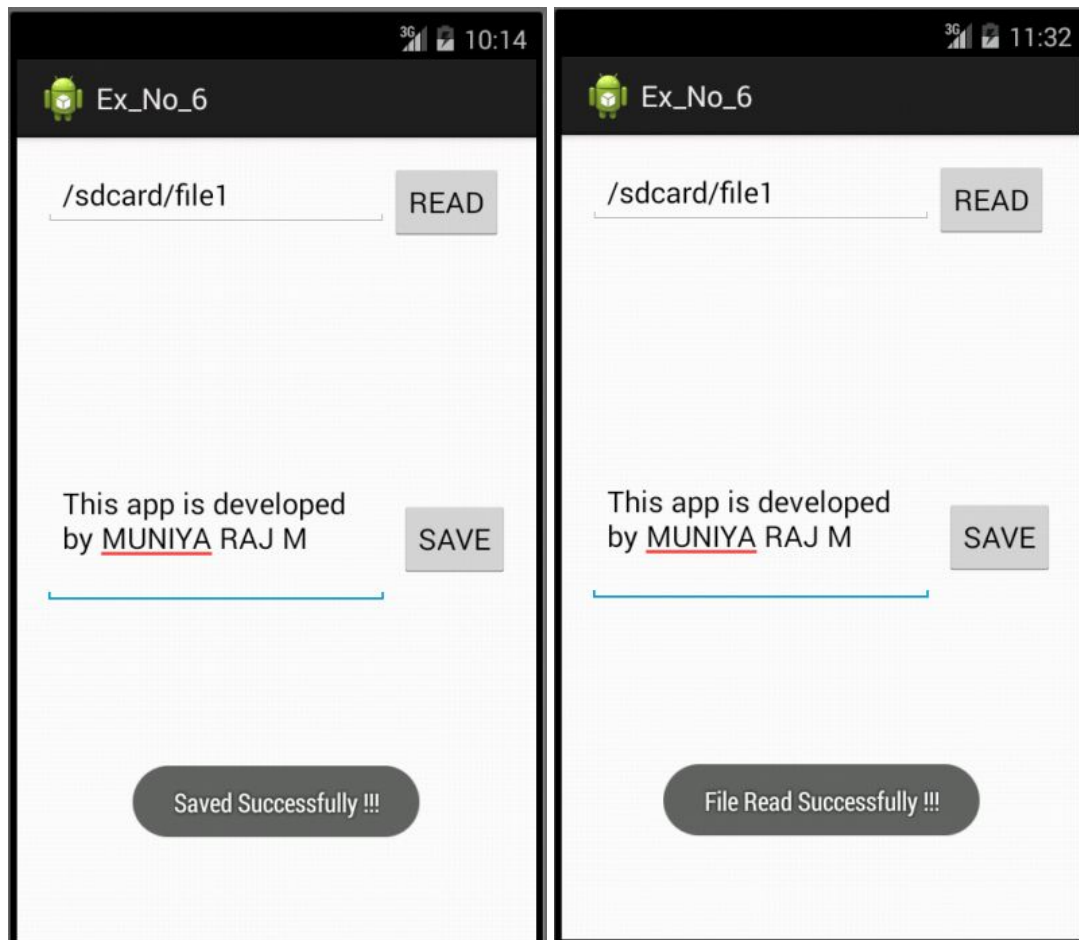 3G 10:14
Ex_No_6
/sdcard/file1 READ
This app is developed
by MUNIYA RAJ M SAVE
Saved Successfully !!!
3G 11:32
Ex_No_6
/sdcard/file1 READ
This app is developed
by MUNIYA RAJ M SAVE
File Read Successfully !!!